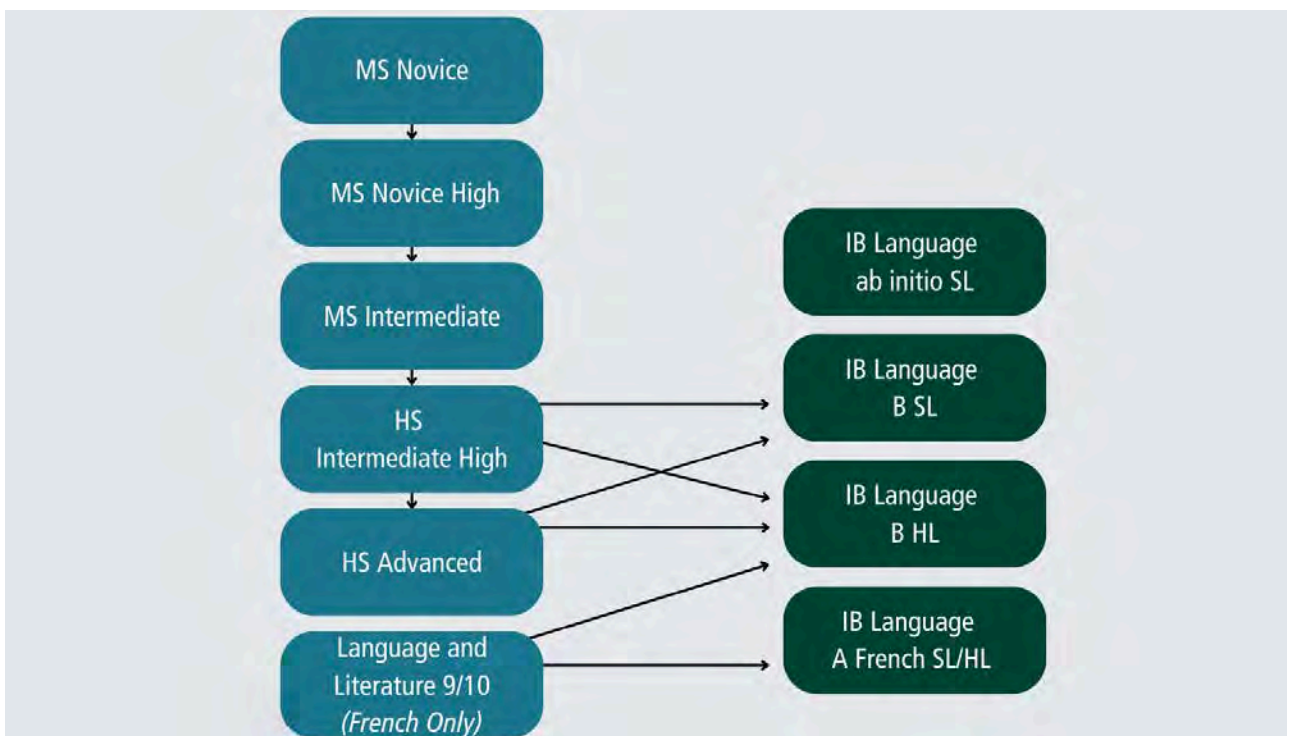 MS Novice
MS Novice High
MS Intermediate
HS
Intermediate High
HS Advanced
Language and
Literature 9/10
(French Only)
IB Language
ab initio SL
IB Language
B SL
IB Language
B HL
IB Language
A French SL/HL